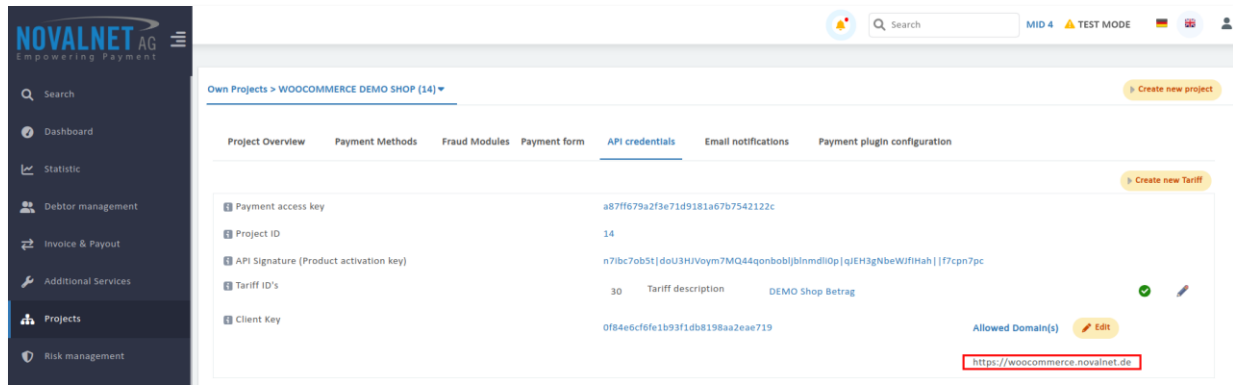 NOVALNET AG
Empowering Payment
Search
MID 4
TEST MODE
Search
Dashboard
Statistic
Debtor management
Invoice & Payout
Additional Services
Projects
Risk management
Own Projects > WOOCOMMERCE DEMO SHOP (14)
Create new project
Project Overview
Payment Methods
Fraud Modules
Payment form
API credentials
Email notifications
Payment plugin configuration
Create new Tariff
Payment access key
a87ff679a2f3e71d9181a67b7542122c
Project ID
14
API Signature (Product activation key)
n7ibc7ob5t|doU3HJVoym7MQ44qonbobljblnmdli0p|qJEH3gNbeWJfIHah||f7cpn7pc
Tariff ID's
30
Tariff description
DEMO Shop Betrag
Client Key
0f84e6cf6fe1b93f1db8198aa2eae719
Allowed Domain(s)
Edit
https://woocommerce.novalnet.de